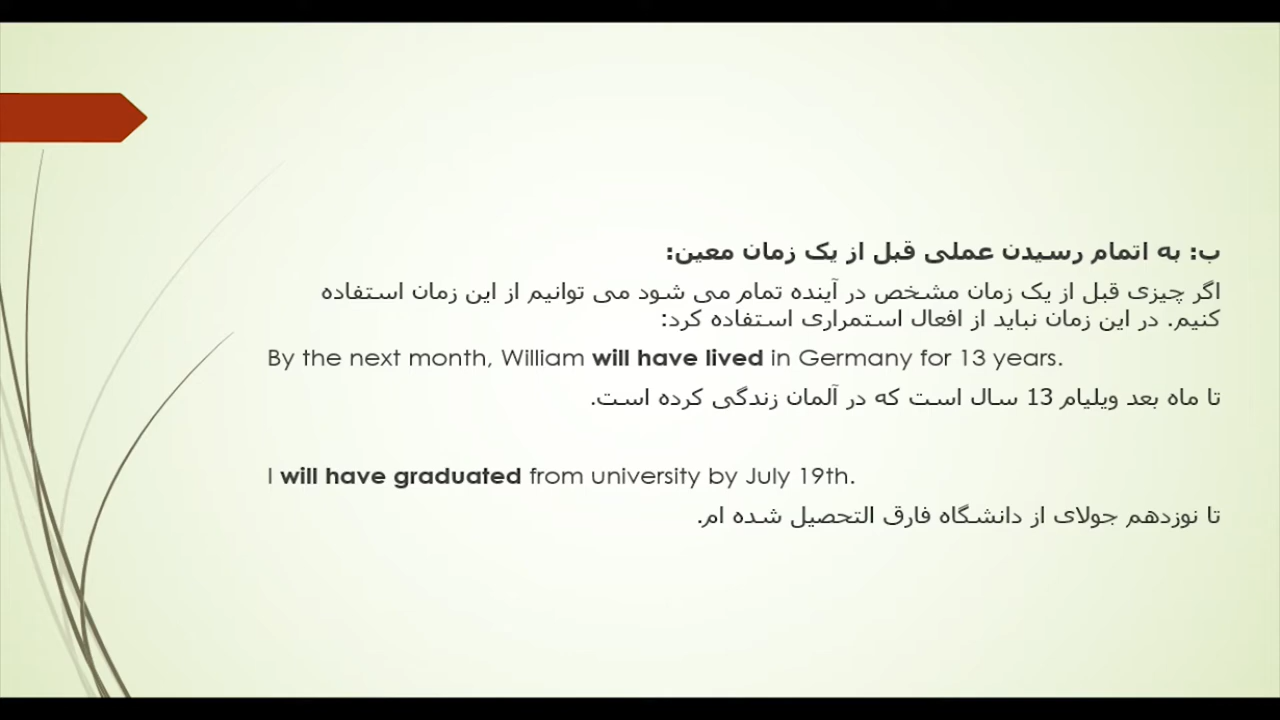 ب: به اتمام رسیدن عملی قبل از یک زمان معین:
اگر چیزی قبل از یک زمان مشخص در آینده تمام می شود می توانیم از این زمان استفاده
کنیم. در این زمان نباید از افعال استمراری استفاده کرد:
By the next month, William will have lived in Germany for 13 years.
تا ماه بعد ویلیام 13 سال است که در آلمان زندگی کرده است.
I will have graduated from university by July 19th.
تا نوزدهم جولای از دانشگاه فارق التحصیل شده ام.